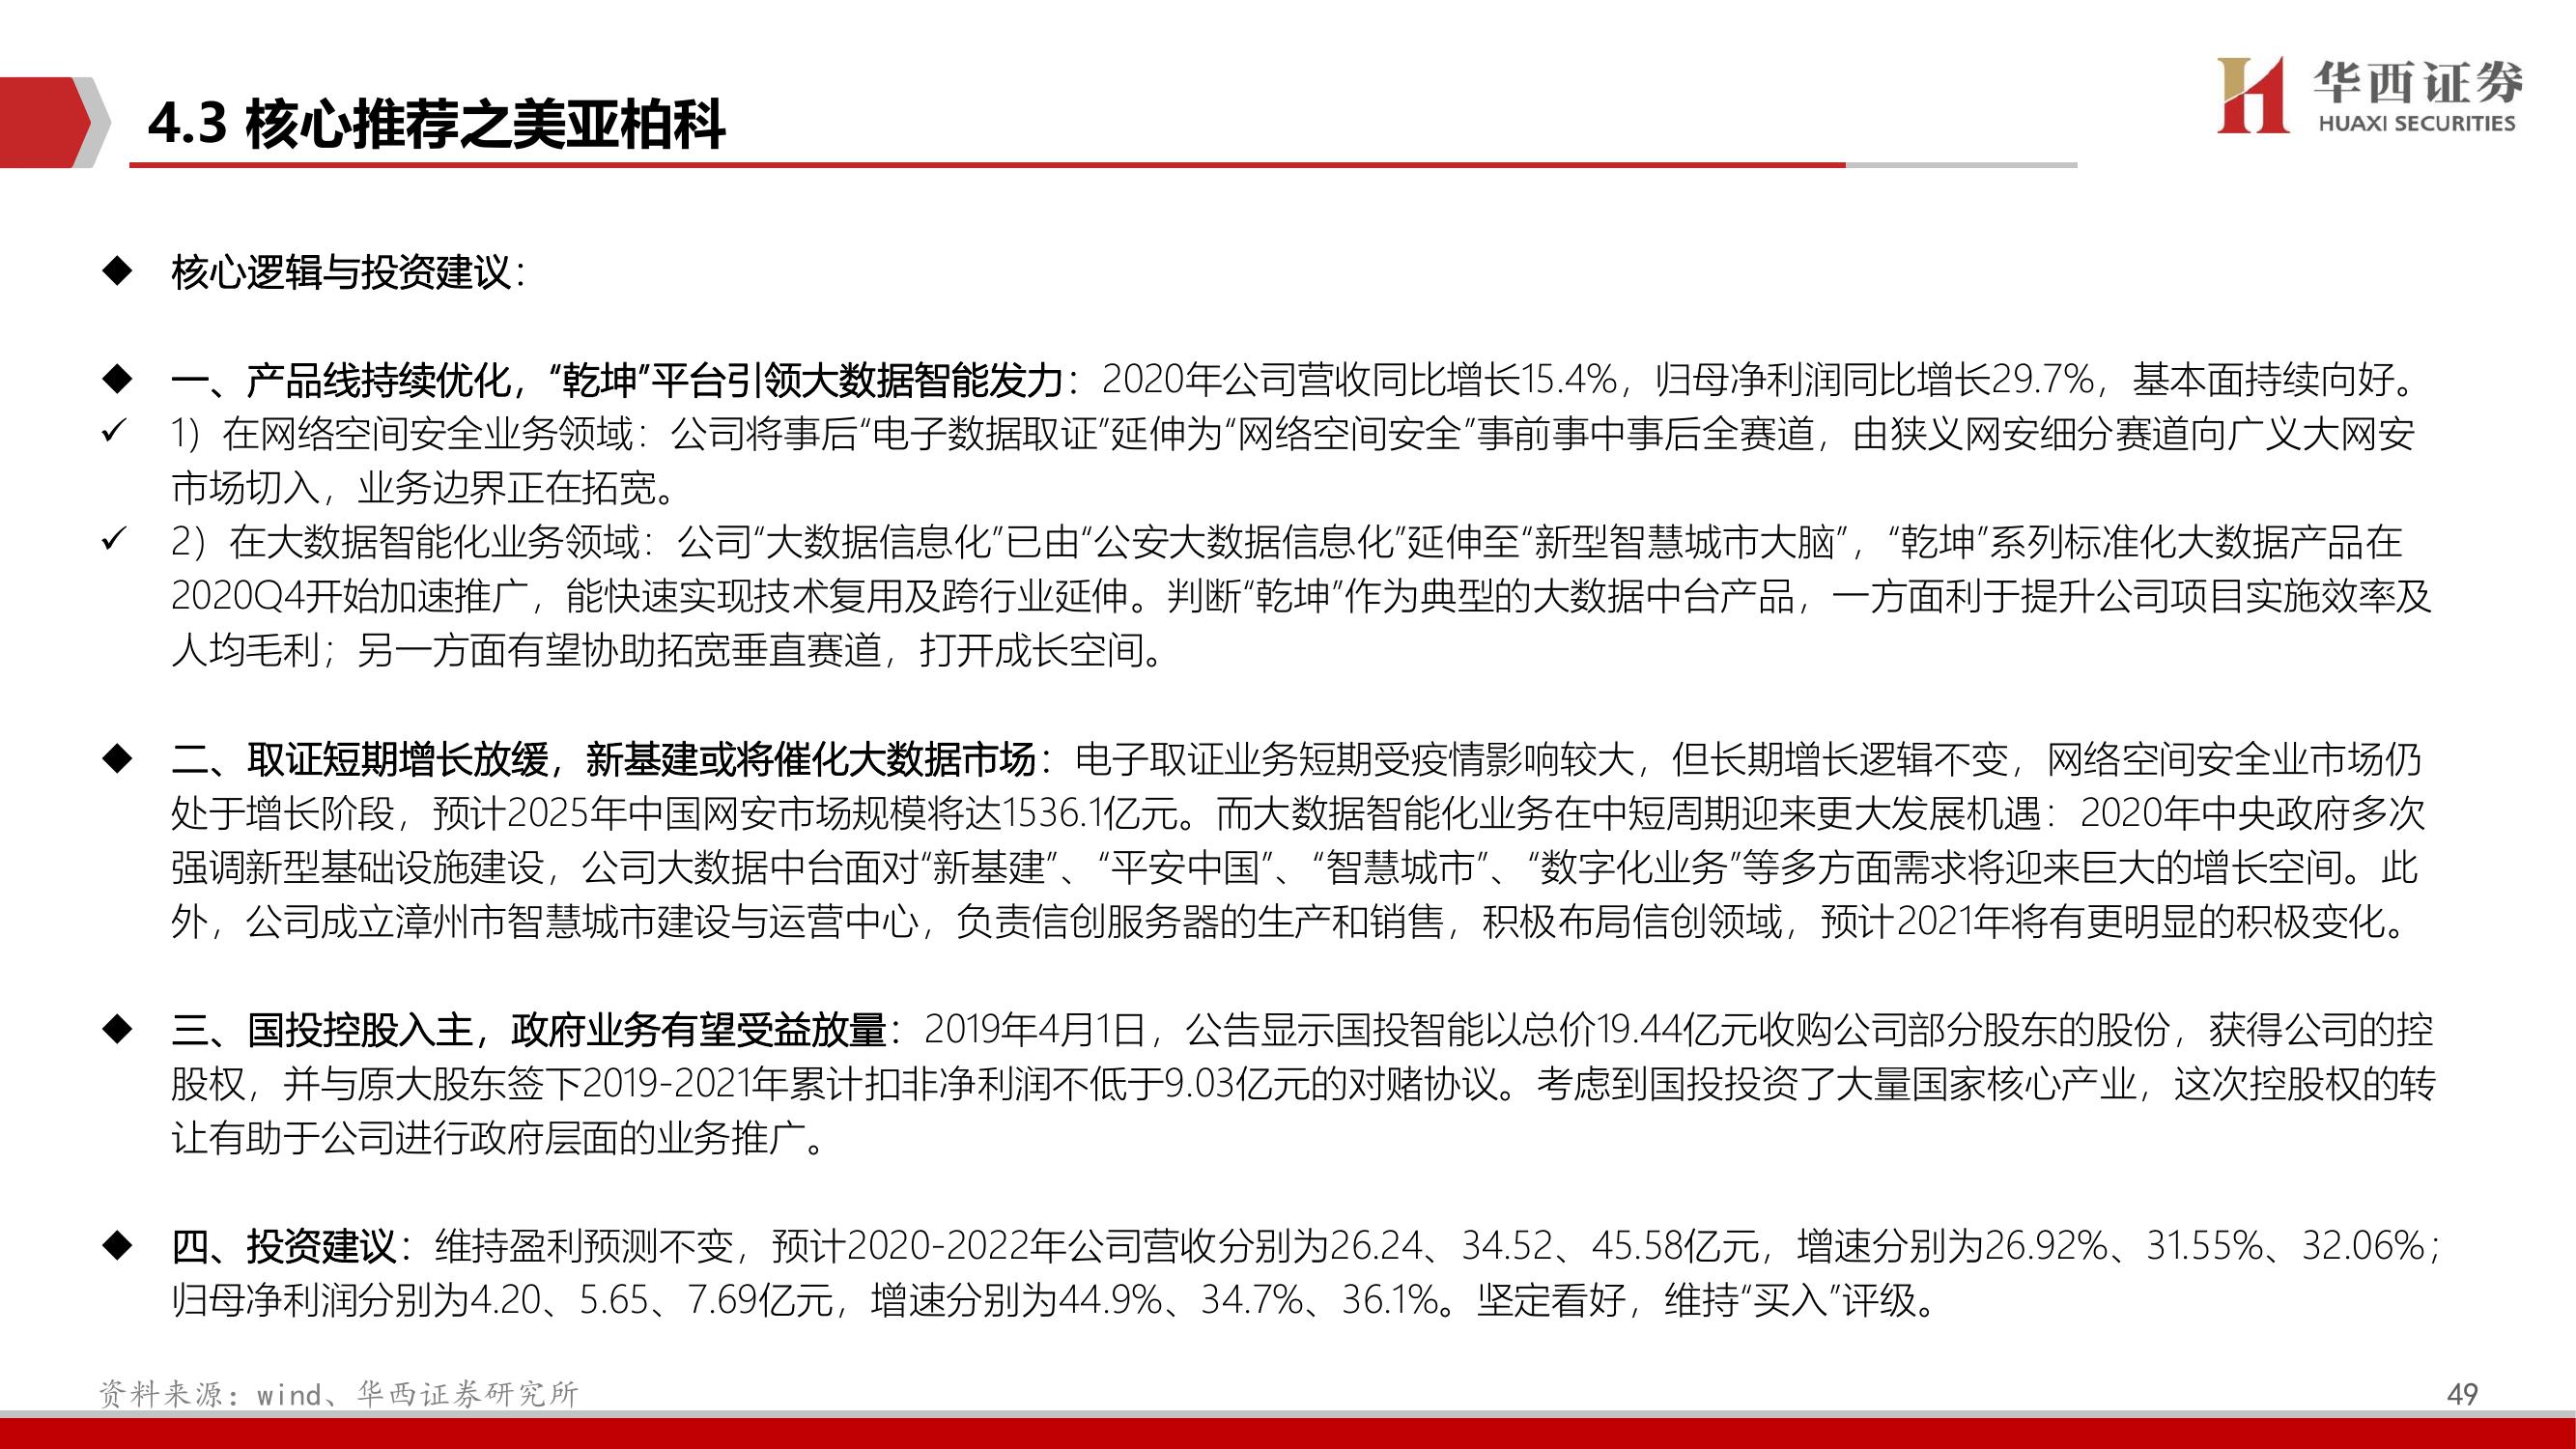 4.3 核心推荐之美亚柏科
华西证券
HUAXI SECURITIES
◆ 核心逻辑与投资建议：
◆ 一、产品线持续优化，“乾坤”平台引领大数据智能发力：2020年公司营收同比增长15.4%，归母净利润同比增长29.7%，基本面持续向好。
✓ 1）在网络空间安全业务领域：公司将事后“电子数据取证”延伸为“网络空间安全”事前事中事后全赛道，由狭义网安细分赛道向广义大网安
市场切入，业务边界正在拓宽。
✓ 2）在大数据智能化业务领域：公司“大数据信息化”已由“公安大数据信息化”延伸至“新型智慧城市大脑”，“乾坤”系列标准化大数据产品在
2020Q4开始加速推广，能快速实现技术复用及跨行业延伸。判断“乾坤”作为典型的大数据中台产品，一方面利于提升公司项目实施效率及
人均毛利；另一方面有望协助拓宽垂直赛道，打开成长空间。
◆ 二、取证短期增长放缓，新基建或将催化大数据市场：电子取证业务短期受疫情影响较大，但长期增长逻辑不变，网络空间安全业市场仍
处于增长阶段，预计2025年中国网安市场规模将达1536.1亿元。而大数据智能化业务在中短周期迎来更大发展机遇：2020年中央政府多次
强调新型基础设施建设，公司大数据中台面对“新基建”、“平安中国”、“智慧城市”、“数字化业务”等多方面需求将迎来巨大的增长空间。此
外，公司成立漳州市智慧城市建设与运营中心，负责信创服务器的生产和销售，积极布局信创领域，预计2021年将有更明显的积极变化。
◆ 三、国投控股入主，政府业务有望受益放量：2019年4月1日，公告显示国投智能以总价19.44亿元收购公司部分股东的股份，获得公司的控
股权，并与原大股东签下2019-2021年累计扣非净利润不低于9.03亿元的对赌协议。考虑到国投投资了大量国家核心产业，这次控股权的转
让有助于公司进行政府层面的业务推广。
◆ 四、投资建议：维持盈利预测不变，预计2020-2022年公司营收分别为26.24、34.52、45.58亿元，增速分别为26.92%、31.55%、32.06%；
归母净利润分别为4.20、5.65、7.69亿元，增速分别为44.9%、34.7%、36.1%。坚定看好，维持“买入”评级。
资料来源：wind、华西证券研究所
49